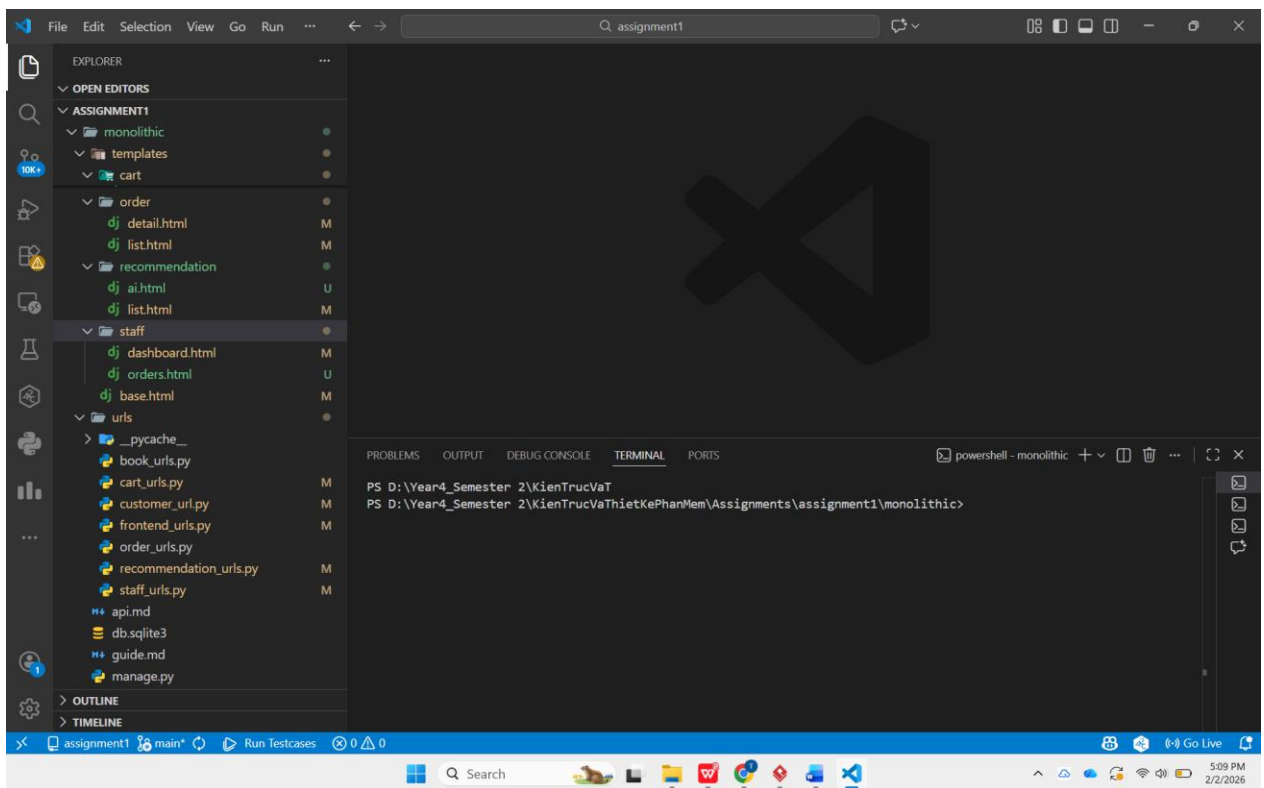 File Edit Selection View Go Run ...
assignment1
EXPLORER
OPEN EDITORS
ASSIGNMENT1
monolithic
templates
cart
order
detail.html M
list.html M
recommendation
ai.html U
list.html M
staff
dashboard.html M
orders.html U
base.html M
urls
__pycache__
book_urls.py
cart_urls.py M
customer_url.py M
frontend_urls.py M
order_urls.py
recommendation_urls.py M
staff_urls.py M
api.md
db.sqlite3
guide.md
manage.py
OUTLINE
TIMELINE
10K+
1
PROBLEMS OUTPUT DEBUG CONSOLE TERMINAL PORTS
powershell - monolithic
PS D:\Year4_Semester 2\KienTrucVaT
PS D:\Year4_Semester 2\KienTrucVaThietKePhanMem\Assignments\assignment1\monolithic>
assignment1 main* Run Testcases 0 0 Go Live
Search
5:09 PM
2/2/2026